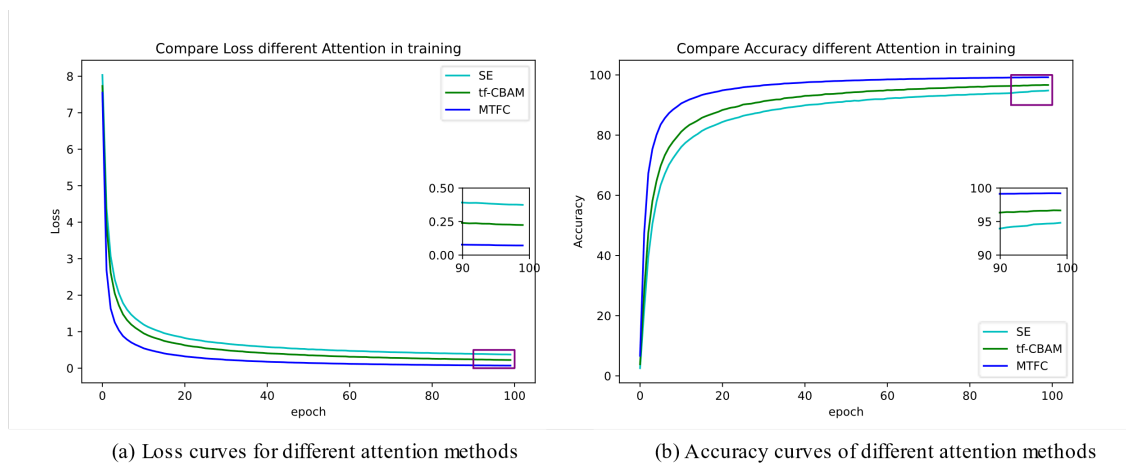 Compare Loss different Attention in training
8
7
6
5
4
3
2
1
0
Loss
SE
tf-CBAM
MTFC
0.50
0.25
0.00
90
100
0
20
40
60
80
100
epoch
(a) Loss curves for different attention methods
Compare Accuracy different Attention in training
100
80
60
40
20
0
Accuracy
100
95
90
90
100
SE
tf-CBAM
MTFC
0
20
40
60
80
100
epoch
(b) Accuracy curves of different attention methods